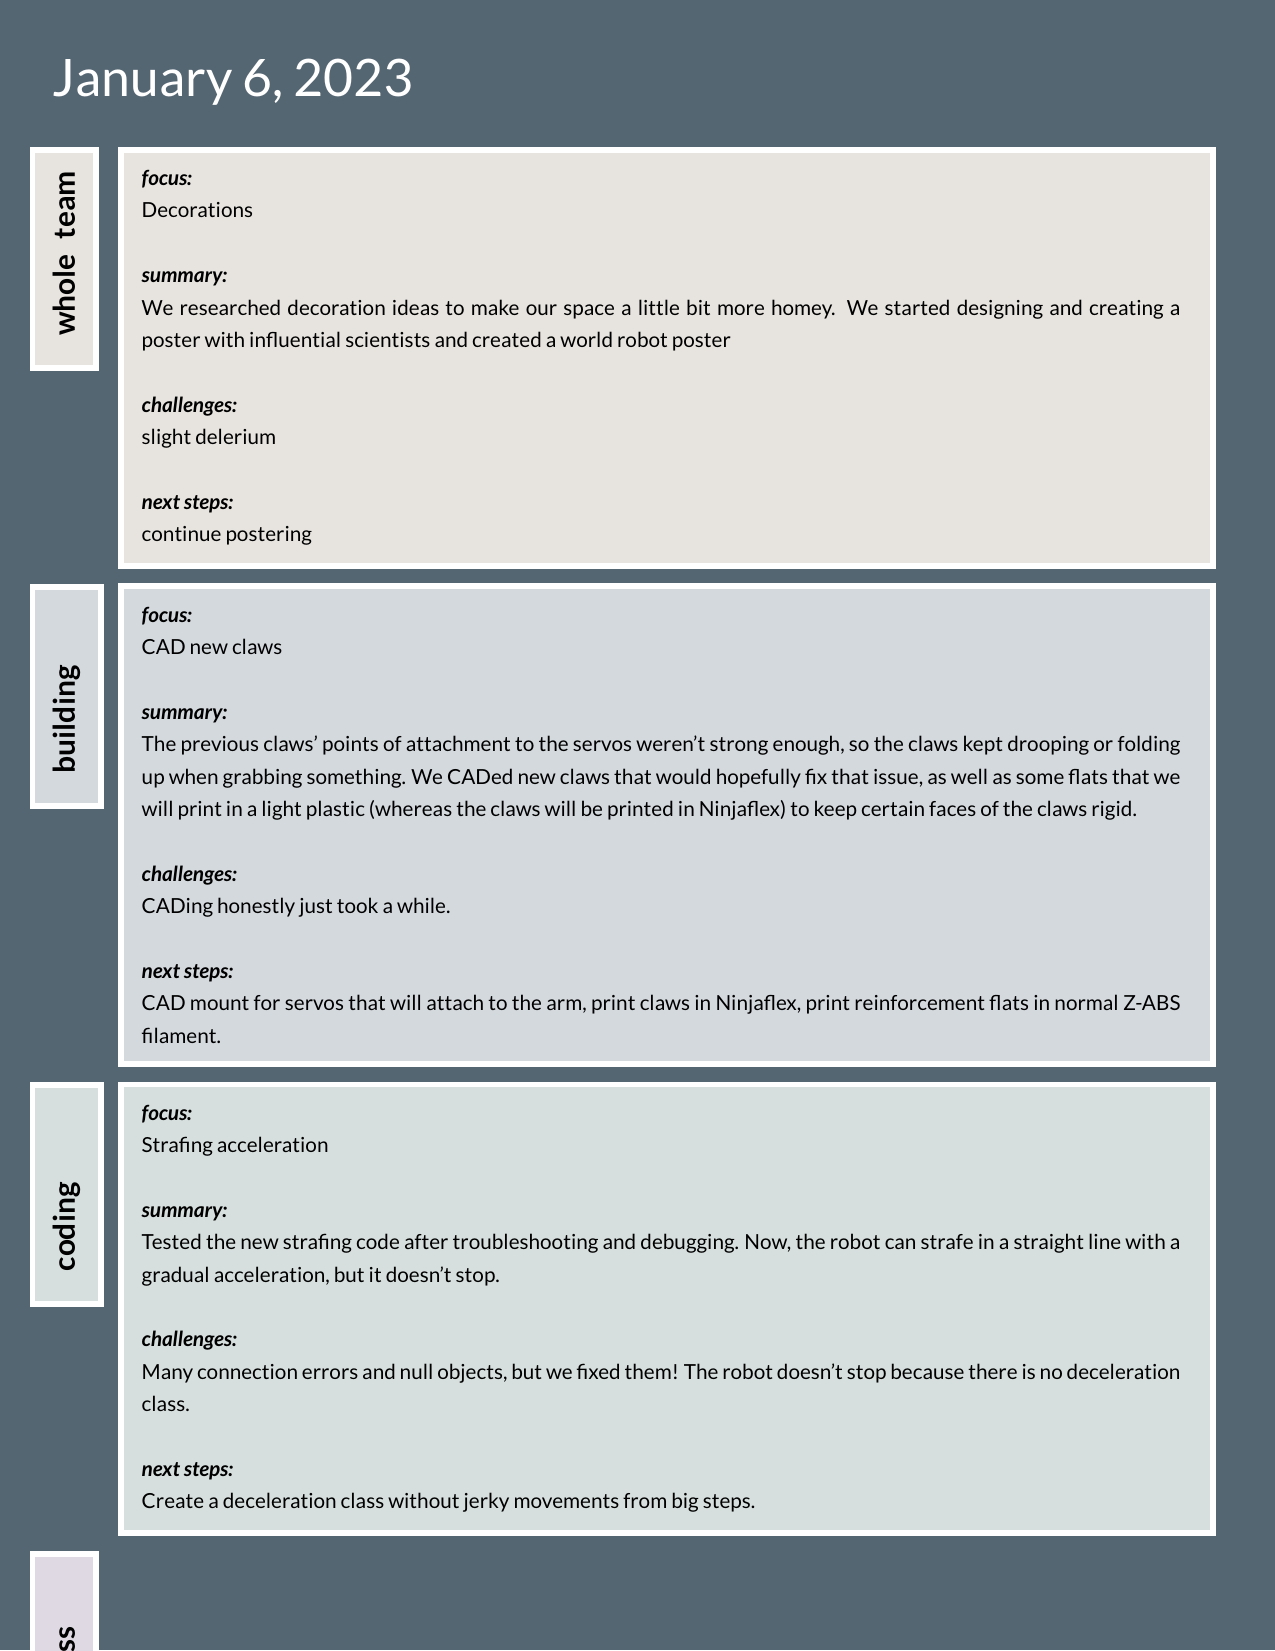 January 6, 2023
whole team
focus:
Decorations
summary:
We researched decoration ideas to make our space a little bit more homey. We started designing and creating a
poster with influential scientists and created a world robot poster
challenges:
slight delerium
next steps:
continue postering
building
focus:
CAD new claws
summary:
The previous claws’ points of attachment to the servos weren’t strong enough, so the claws kept drooping or folding
up when grabbing something. We CADed new claws that would hopefully fix that issue, as well as some flats that we
will print in a light plastic (whereas the claws will be printed in Ninjaflex) to keep certain faces of the claws rigid.
challenges:
CADing honestly just took a while.
next steps:
CAD mount for servos that will attach to the arm, print claws in Ninjaflex, print reinforcement flats in normal Z-ABS
filament.
coding
focus:
Strafing acceleration
summary:
Tested the new strafing code after troubleshooting and debugging. Now, the robot can strafe in a straight line with a
gradual acceleration, but it doesn’t stop.
challenges:
Many connection errors and null objects, but we fixed them! The robot doesn’t stop because there is no deceleration
class.
next steps:
Create a deceleration class without jerky movements from big steps.